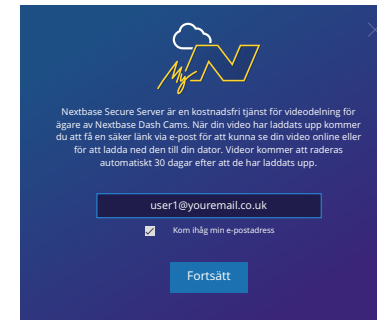 My N
Nextbase Secure Server är en kostnadsfri tjänst för videodelning för
ägare av Nextbase Dash Cams. När din video har laddats upp kommer
du att få en säker länk via e-post för att kunna se din video online eller
för att ladda ned den till din dator. Videor kommer att raderas
automatiskt 30 dagar efter att de har laddats upp.
user1@youremail.co.uk
Kom ihåg min e-postadress
Fortsätt